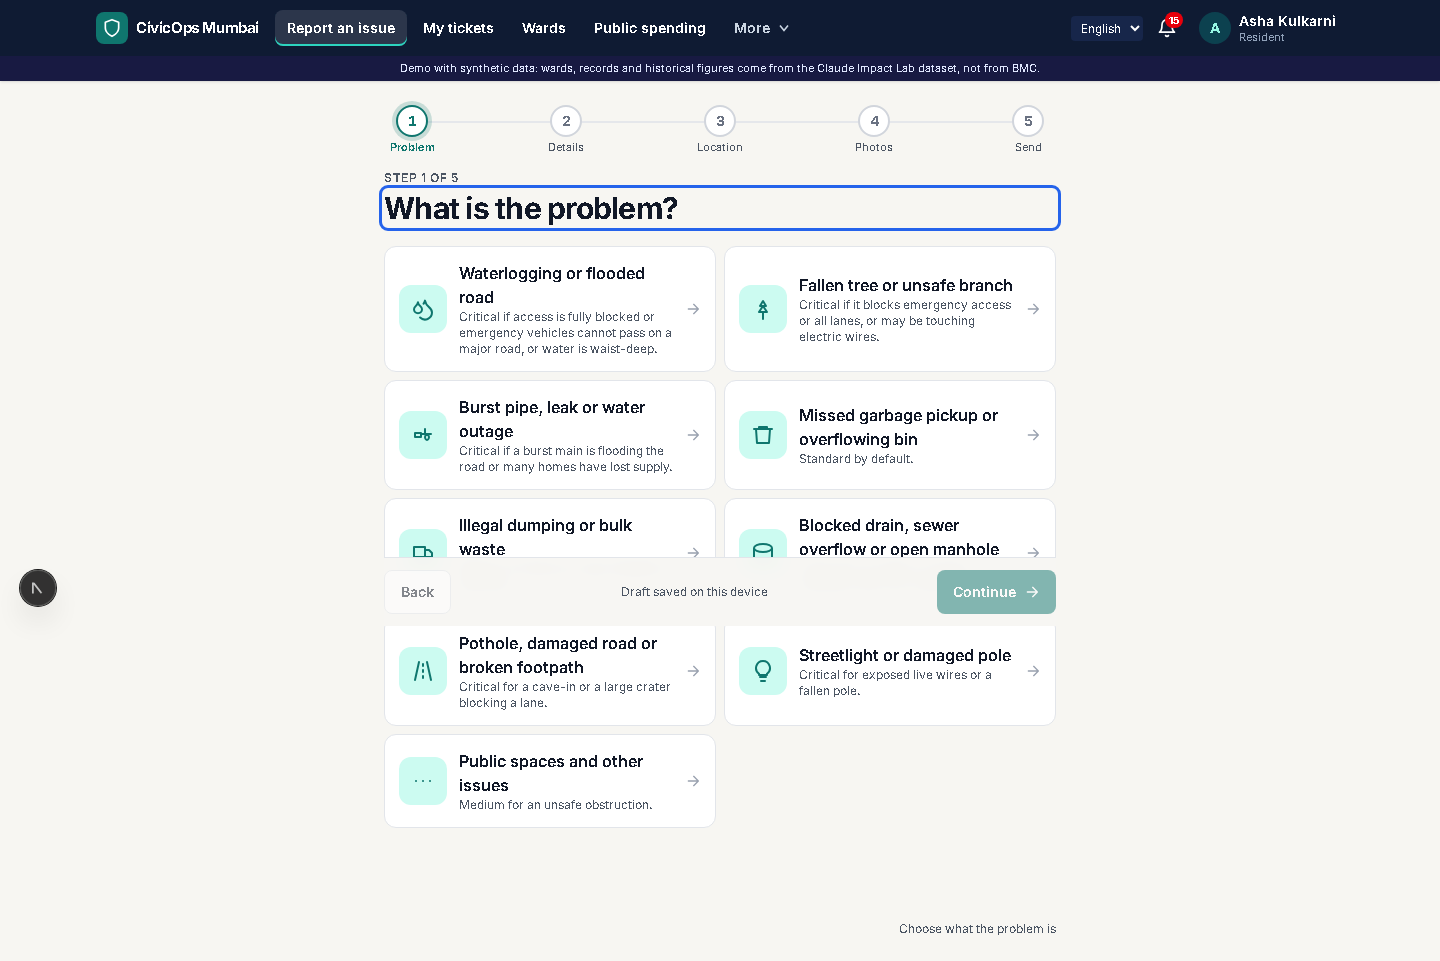 CivicOps Mumbai
Report an issue
My tickets
Wards
Public spending
More
English
15
A
Asha Kulkarni
Resident
Demo with synthetic data: wards, records and historical figures come from the Claude Impact Lab dataset, not from BMC.
1
2
3
4
5
Problem
Details
Location
Photos
Send
STEP 1 OF 5
What is the problem?
Waterlogging or flooded
road
Critical if access is fully blocked or
emergency vehicles cannot pass on a
major road, or water is waist-deep.
Fallen tree or unsafe branch
Critical if it blocks emergency access
or all lanes, or may be touching
electric wires.
Burst pipe, leak or water
outage
Critical if a burst main is flooding the
road or many homes have lost supply.
Missed garbage pickup or
overflowing bin
Standard by default.
Illegal dumping or bulk
waste
Blocked drain, sewer
overflow or open manhole
Back
Draft saved on this device
Continue
Pothole, damaged road or
broken footpath
Critical for a cave-in or a large crater
blocking a lane.
Streetlight or damaged pole
Critical for exposed live wires or a
fallen pole.
Public spaces and other
issues
Medium for an unsafe obstruction.
Choose what the problem is